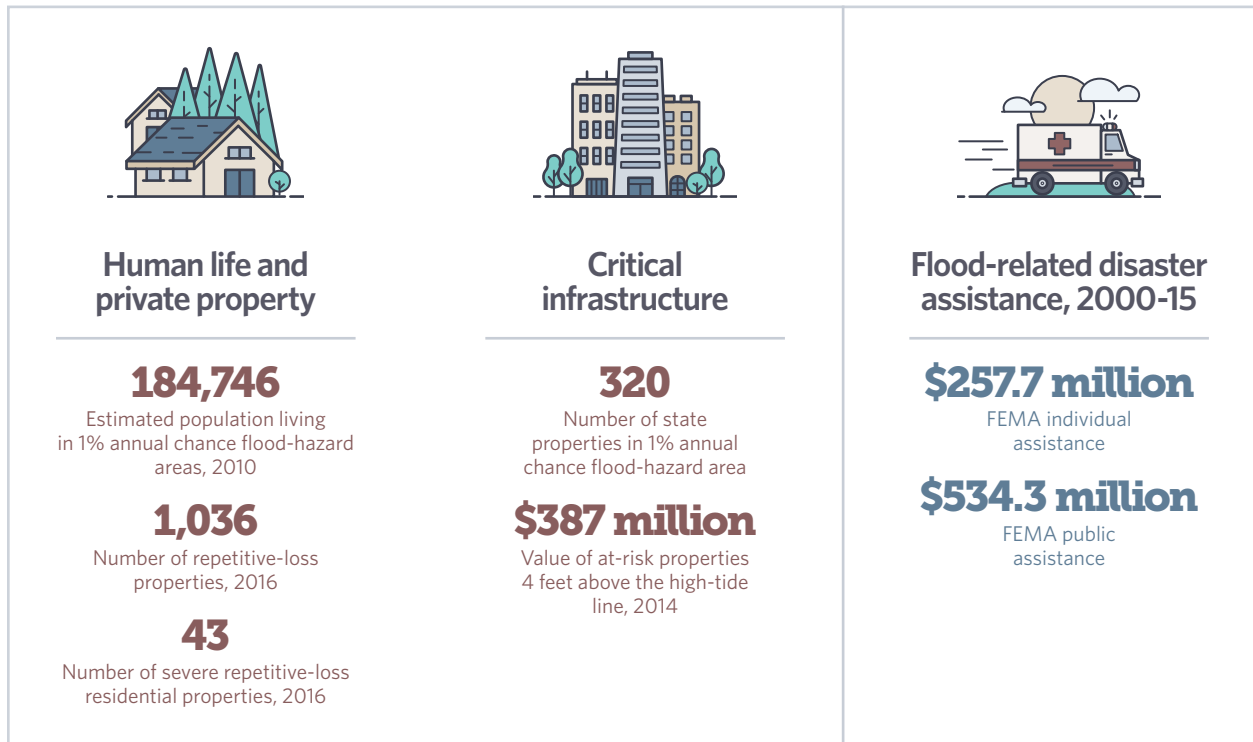 Human life and
private property
184,746
Estimated population living
in 1% annual chance flood-hazard
areas, 2010
1,036
Number of repetitive-loss
properties, 2016
43
Number of severe repetitive-loss
residential properties, 2016
Critical
infrastructure
320
Number of state
properties in 1% annual
chance flood-hazard area
$387 million
Value of at-risk properties
4 feet above the high-tide
line, 2014
Flood-related disaster
assistance, 2000-15
$257.7 million
FEMA individual
assistance
$534.3 million
FEMA public
assistance